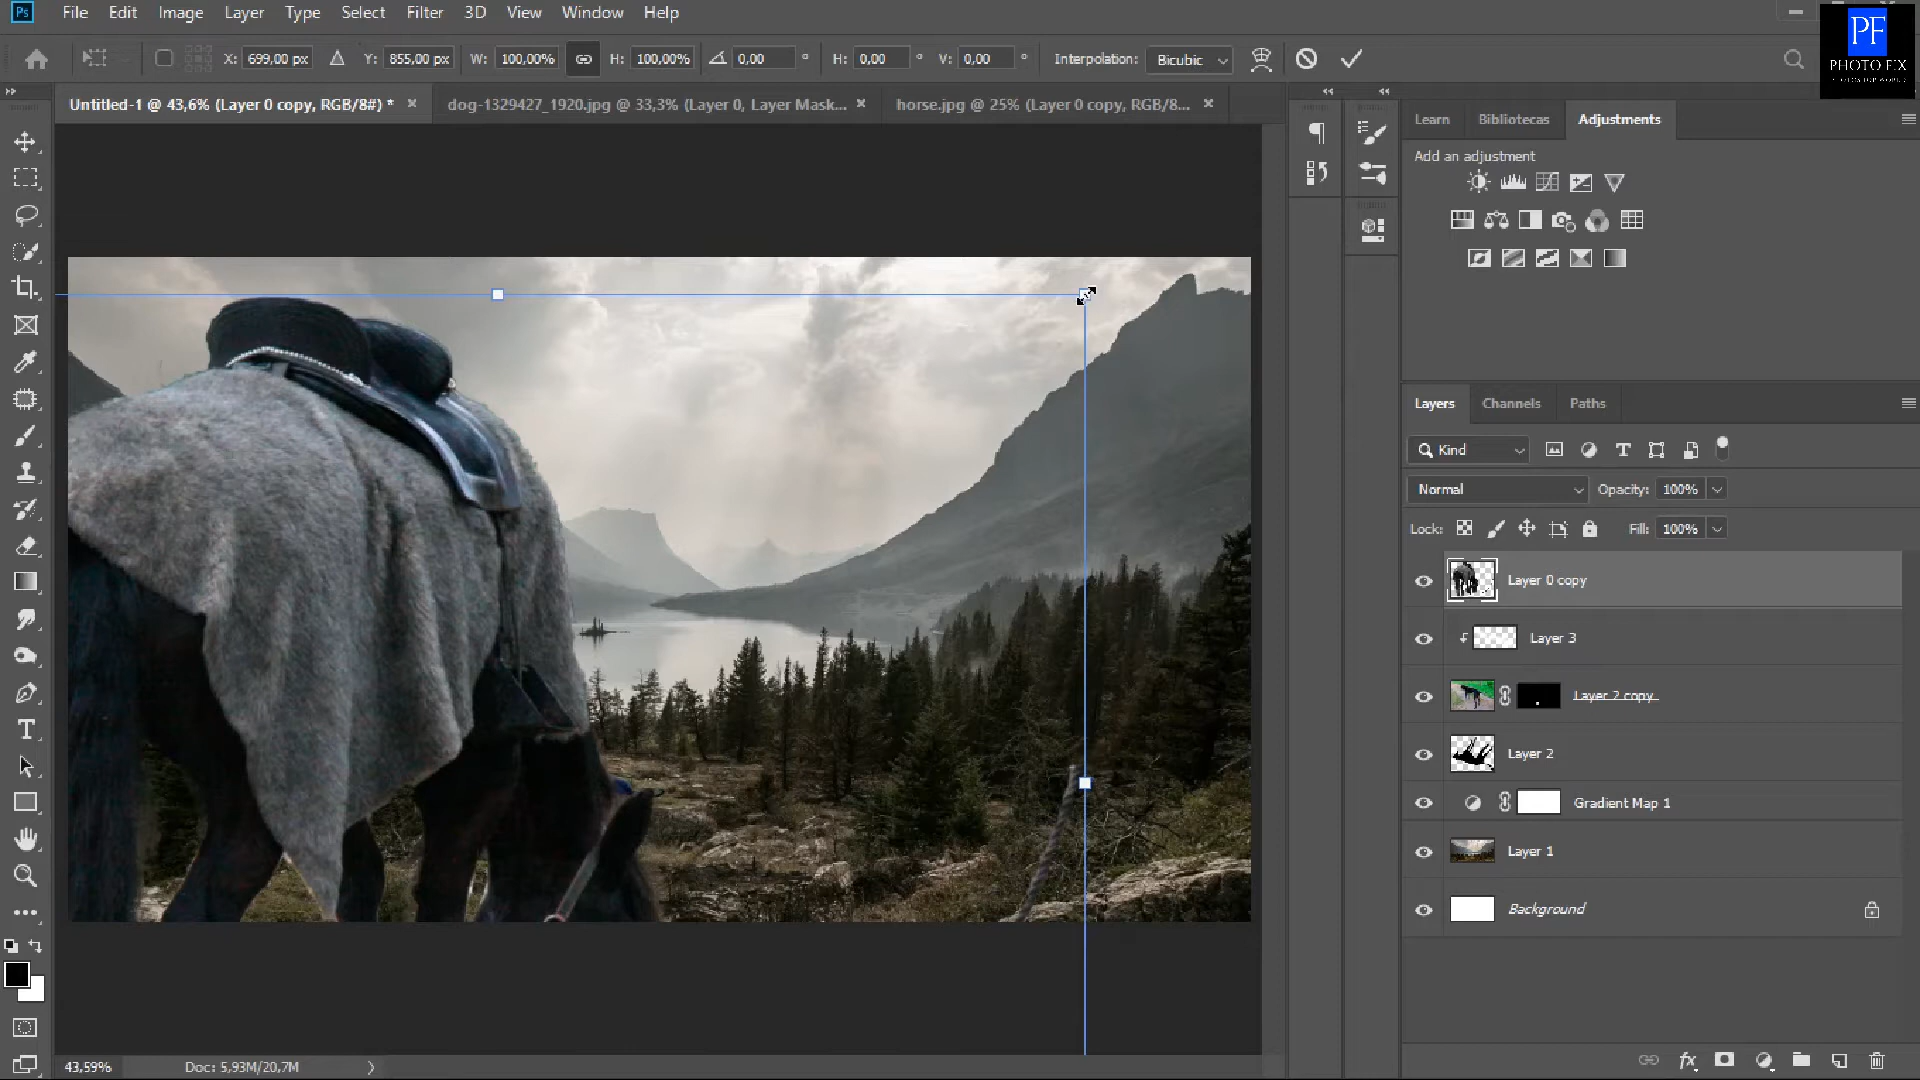 Ps File Edit Image Layer Type Select Filter 3D View Window Help
PF
PHOTO FIX
X: 699,00 px Y: 855,00 px W: 100,00% H: 100,00% 0,00 ° H: 0,00 ° V: 0,00 ° Interpolation: Bicubic
Untitled-1 @ 43,6% (Layer 0 copy, RGB/8#) * dog-1329427_1920.jpg @ 33,3% (Layer 0, Layer Mask... horse.jpg @ 25% (Layer 0 copy, RGB/8...
Learn Bibliotecas Adjustments
Add an adjustment
Layers Channels Paths
Kind
Normal Opacity: 100%
Lock: Fill: 100%
Layer 0 copy
Layer 3
Layer 2 copy
Layer 2
Gradient Map 1
Layer 1
Background
43,59% Doc: 5,93M/20,7M